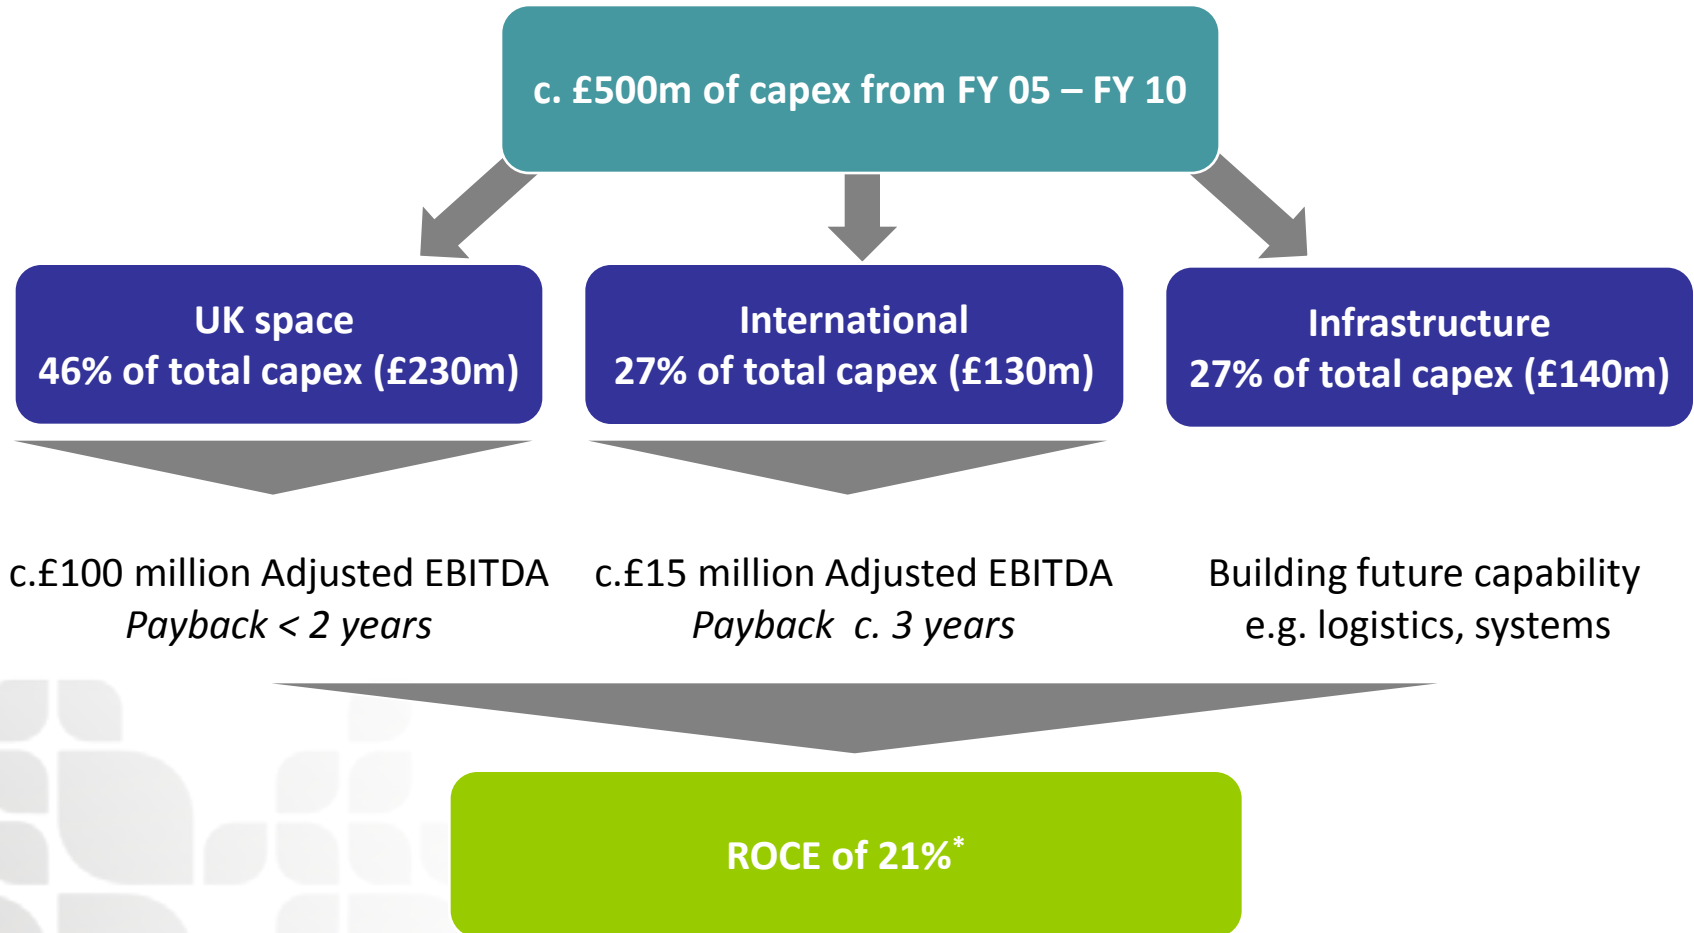 c. £500m of capex from FY 05 – FY 10
UK space
46% of total capex (£230m)
International
27% of total capex (£130m)
Infrastructure
27% of total capex (£140m)
c.£100 million Adjusted EBITDA
Payback < 2 years
c.£15 million Adjusted EBITDA
Payback c. 3 years
Building future capability
e.g. logistics, systems
ROCE of 21%*